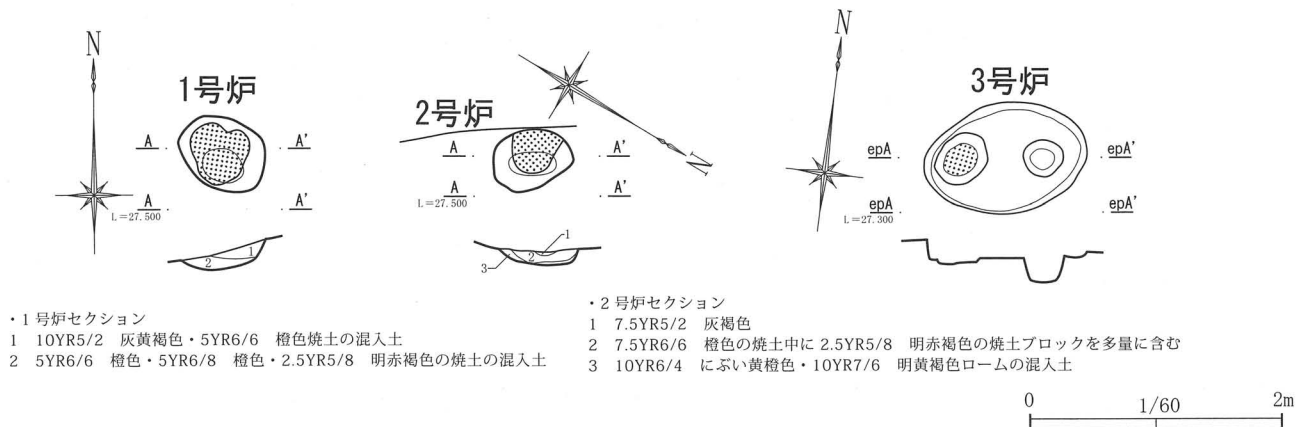 N
1号炉
A A'
A A'
L=27.500
1
2
2号炉
N
A A'
A A'
L=27.500
1
2
3
N
3号炉
epA epA'
epA epA'
L=27.300
・1号炉セクション
1 10YR5/2 灰黄褐色・5YR6/6 橙色焼土の混入土
2 5YR6/6 橙色・5YR6/8 橙色・2.5YR5/8 明赤褐色の焼土の混入土
・2号炉セクション
1 7.5YR5/2 灰褐色
2 7.5YR6/6 橙色の焼土中に2.5YR5/8 明赤褐色の焼土ブロックを多量に含む
3 10YR6/4 にぶい黄橙色・10YR7/6 明黄褐色ロームの混入土
0 1/60 2m